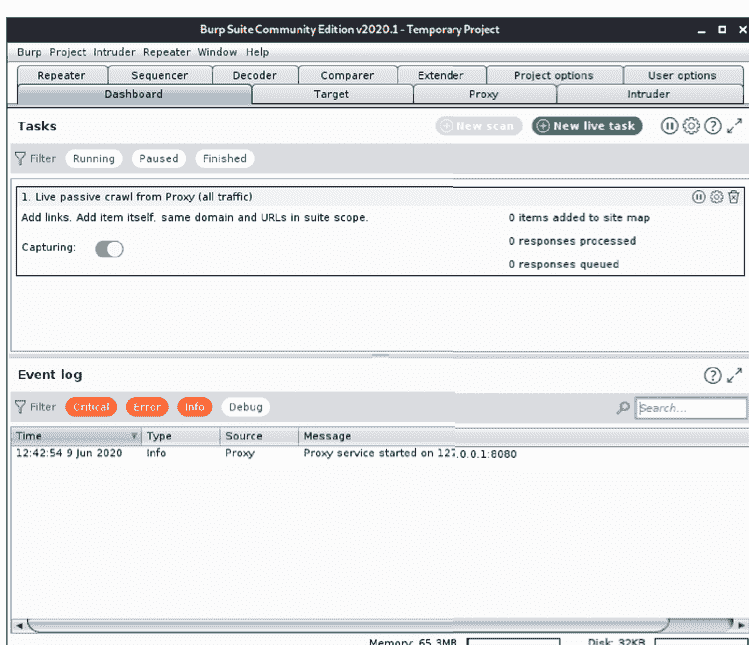 Burp Suite Community Edition v2020.1 - Temporary Project
Burp Project Intruder Repeater Window Help
Repeater Sequencer Decoder Comparer Extender Project options User options
Dashboard Target Proxy Intruder
Tasks New scan New live task
Filter Running Paused Finished
1. Live passive crawl from Proxy (all traffic)
Add links. Add item itself, same domain and URLs in suite scope. 0 items added to site map
0 responses processed
Capturing:
0 responses queued
Event log
Filter Critical Error Info Debug Search...
Time Type Source Message
12:42:54 9 Jun 2020 Info Proxy Proxy service started on 127.0.0.1:8080
Memory: 65.3MB Disk: 32KB